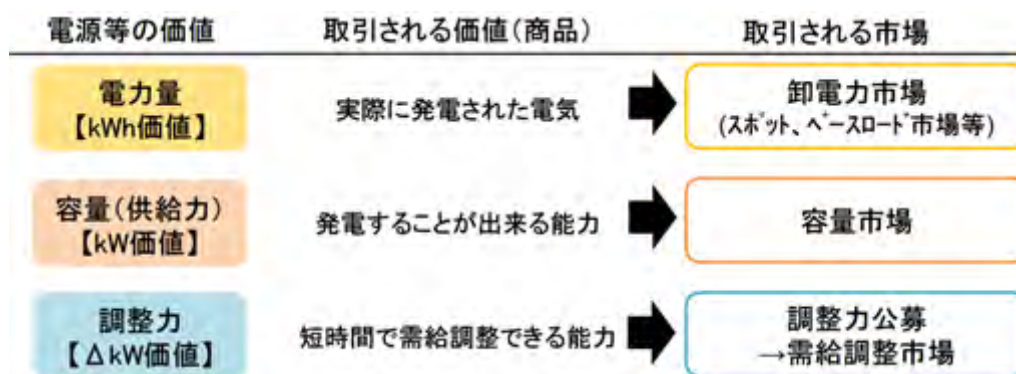 電源等の価値 取引される価値(商品) 取引される市場
電力量
【kWh価値】
実際に発電された電気
卸電力市場
(スポット、ベースロード市場等)
容量(供給力)
【kW価値】
発電することが出来る能力
容量市場
調整力
【ΔkW価値】
短時間で需給調整できる能力
調整力公募
→需給調整市場